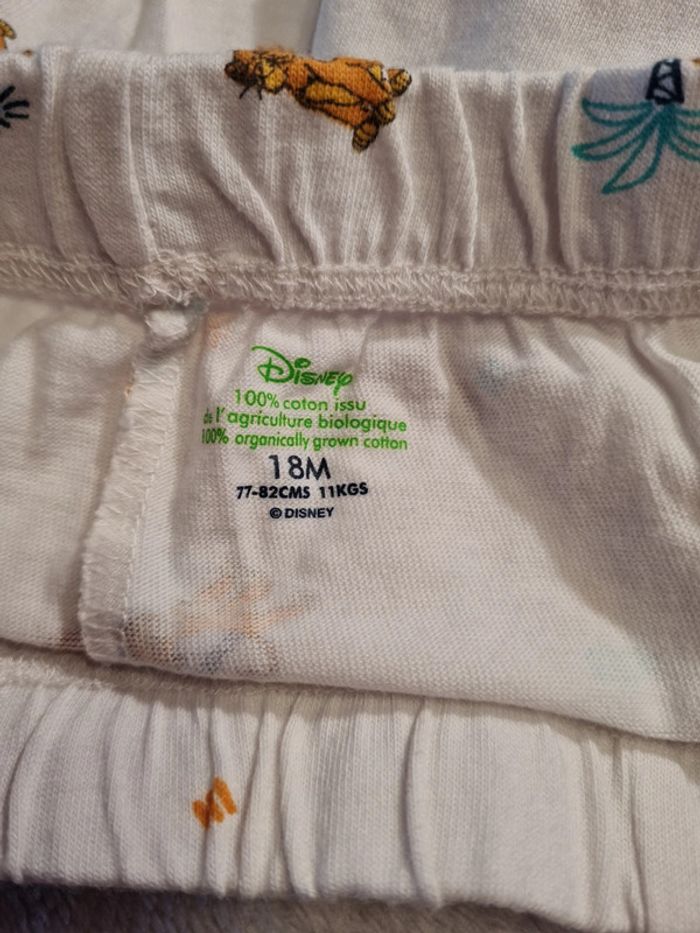 Disney
100% coton issu
de l'agriculture biologique
100% organically grown cotton
18M
77-82CMS 11KGS
© DISNEY